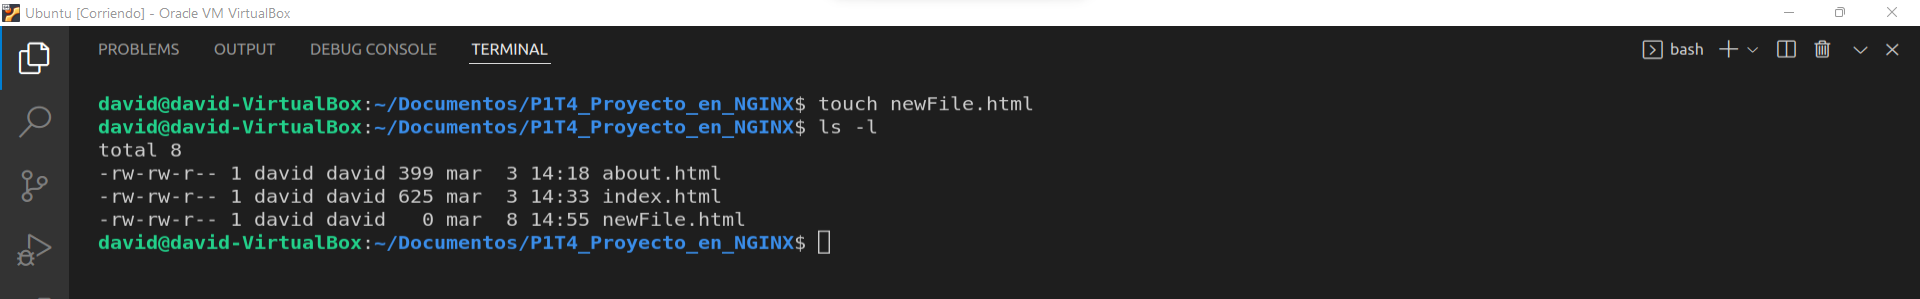 Ubuntu [Corriendo] - Oracle VM VirtualBox
PROBLEMS OUTPUT DEBUG CONSOLE TERMINAL bash
david@david-VirtualBox:~/Documentos/P1T4_Proyecto_en_NGINX$ touch newFile.html
david@david-VirtualBox:~/Documentos/P1T4_Proyecto_en_NGINX$ ls -l
total 8
-rw-rw-r-- 1 david david 399 mar  3 14:18 about.html
-rw-rw-r-- 1 david david 625 mar  3 14:33 index.html
-rw-rw-r-- 1 david david   0 mar  8 14:55 newFile.html
david@david-VirtualBox:~/Documentos/P1T4_Proyecto_en_NGINX$